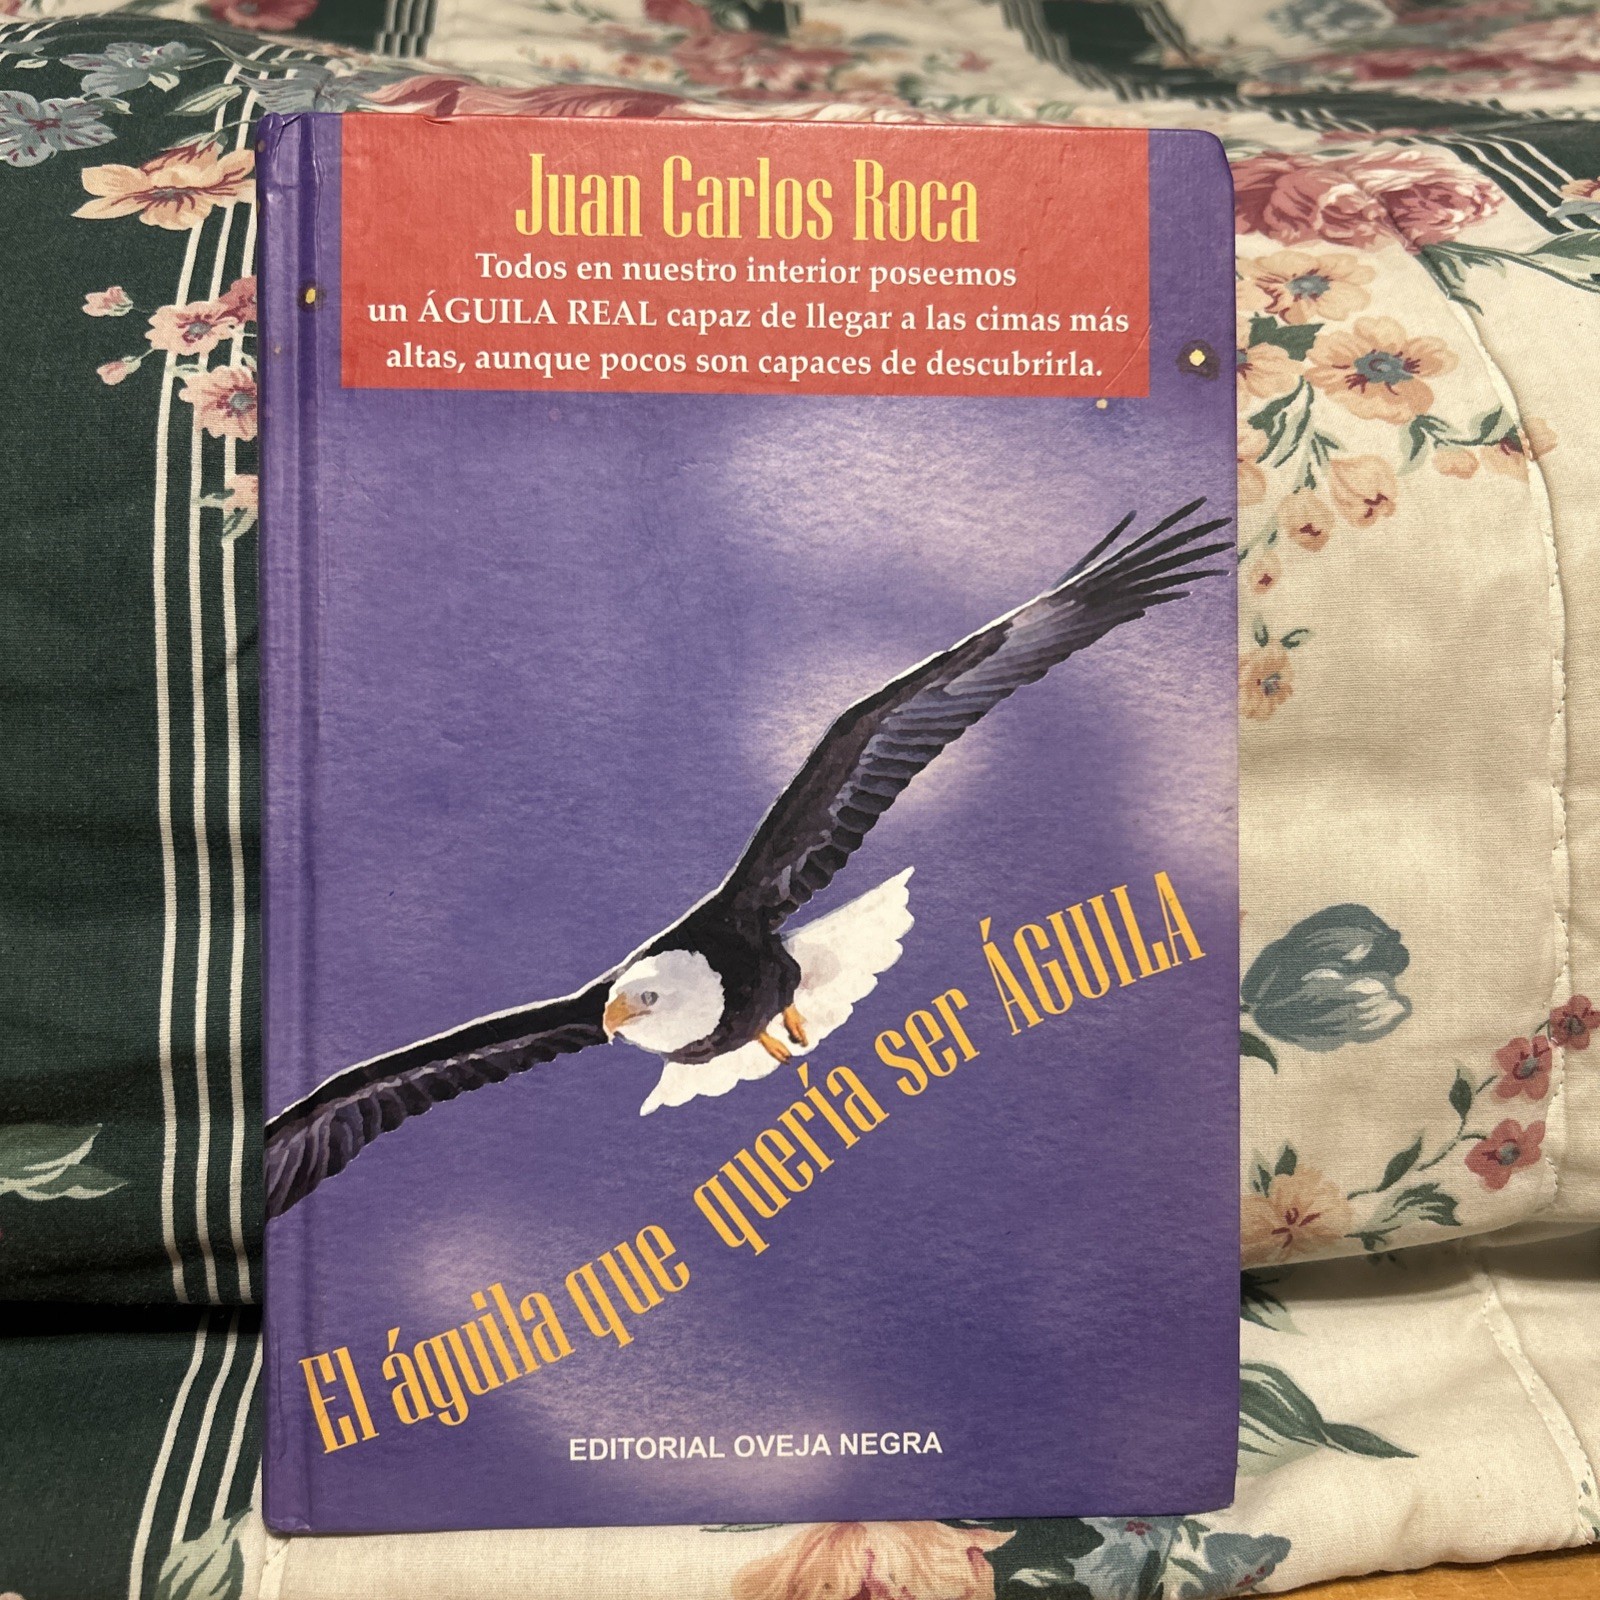 Juan Carlos Roca
Todos en nuestro interior poseemos
un ÁGUILA REAL capaz de llegar a las cimas más
altas, aunque pocos son capaces de descubrirla.
El águila que quería ser ÁGUILA
EDITORIAL OVEJA NEGRA